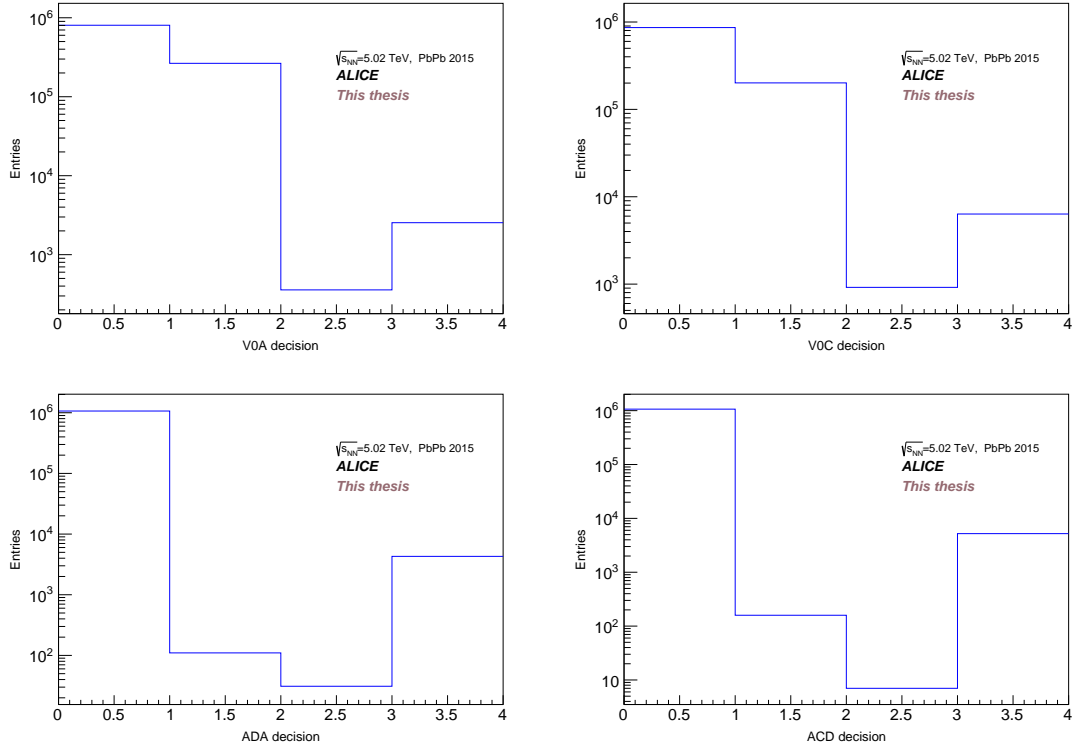 10^6
10^5
10^4
10^3
Entries
√s_NN=5.02 TeV, PbPb 2015
ALICE
This thesis
0 0.5 1 1.5 2 2.5 3 3.5 4
V0A decision
10^6
10^5
10^4
10^3
Entries
√s_NN=5.02 TeV, PbPb 2015
ALICE
This thesis
0 0.5 1 1.5 2 2.5 3 3.5 4
V0C decision
10^6
10^5
10^4
10^3
10^2
Entries
√s_NN=5.02 TeV, PbPb 2015
ALICE
This thesis
0 0.5 1 1.5 2 2.5 3 3.5 4
ADA decision
10^6
10^5
10^4
10^3
10^2
10
Entries
√s_NN=5.02 TeV, PbPb 2015
ALICE
This thesis
0 0.5 1 1.5 2 2.5 3 3.5 4
ACD decision